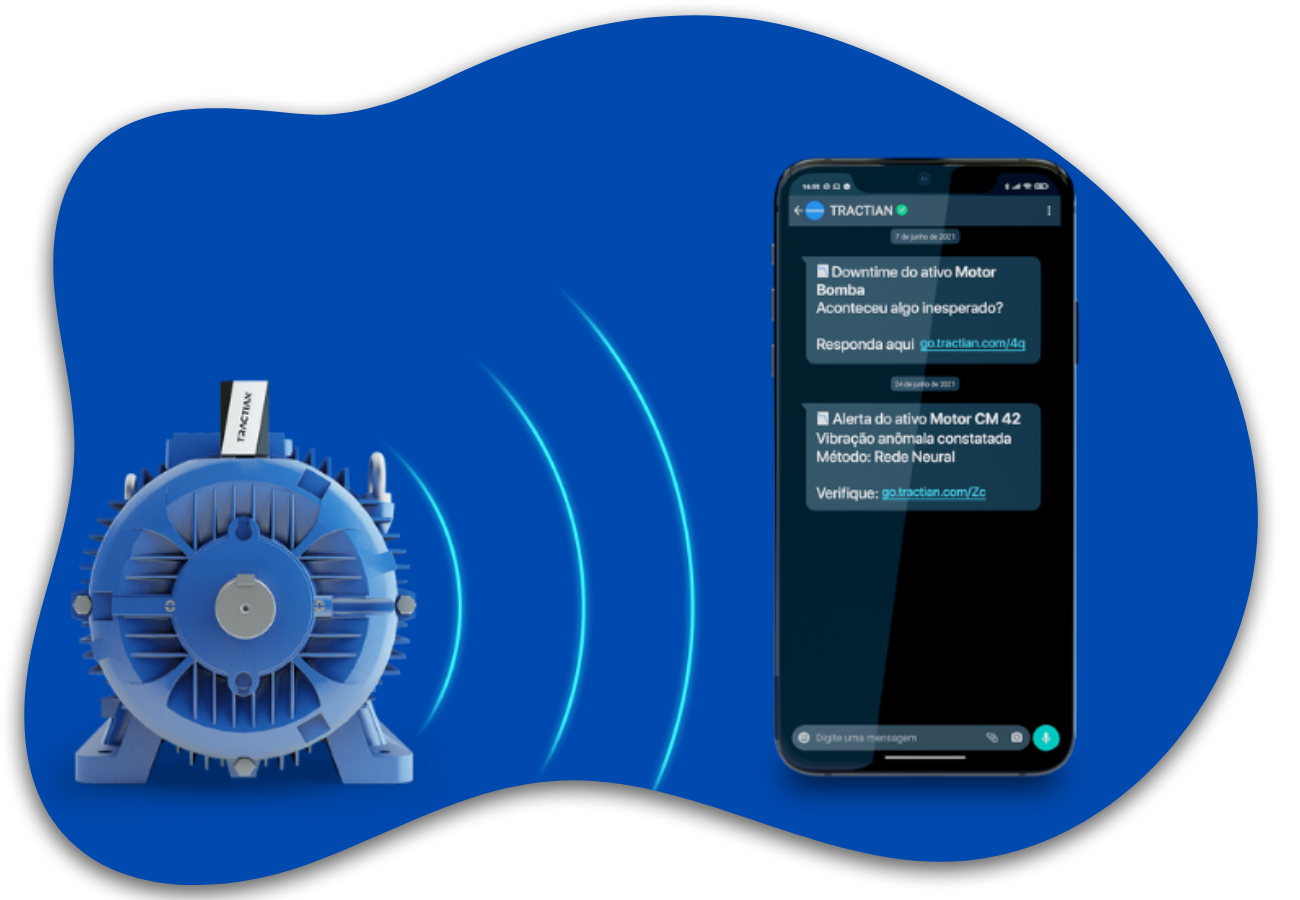 TRACTIAN
TRACTIAN
7 de junho de 2021
Downtime do ativo Motor
Bomba
Aconteceu algo inesperado?
Responda aqui go.tractian.com/4q
24 de junho de 2021
Alerta do ativo Motor CM 42
Vibração anômala constatada
Método: Rede Neural
Verifique: go.tractian.com/Zc
Digite uma mensagem